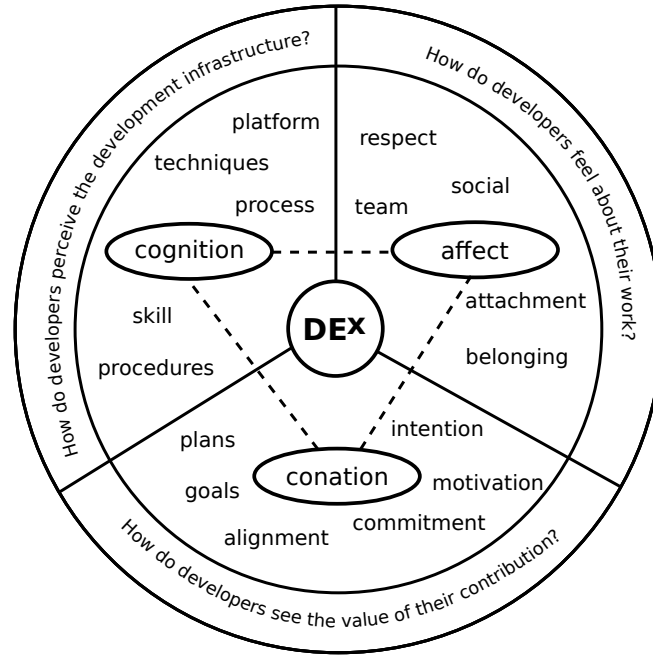 How do developers perceive the development infrastructure?
platform
techniques
process
cognition
skill
procedures
How do developers feel about their work?
respect
social
team
affect
attachment
belonging
DEx
plans
intention
conation
goals
motivation
commitment
alignment
How do developers see the value of their contribution?